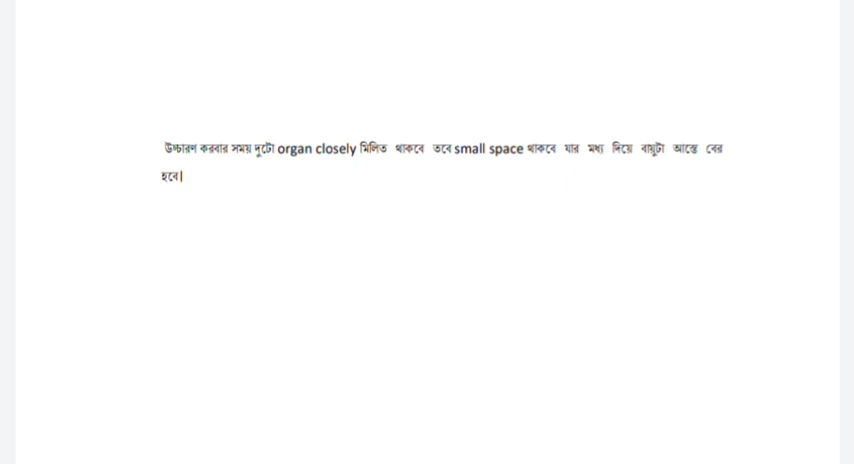 উচ্চারণ করবার সময় দুটো organ closely মিলিত থাকবে তবে small space থাকবে যার মধ্য দিয়ে বায়ুটা আস্তে বের
হবে|